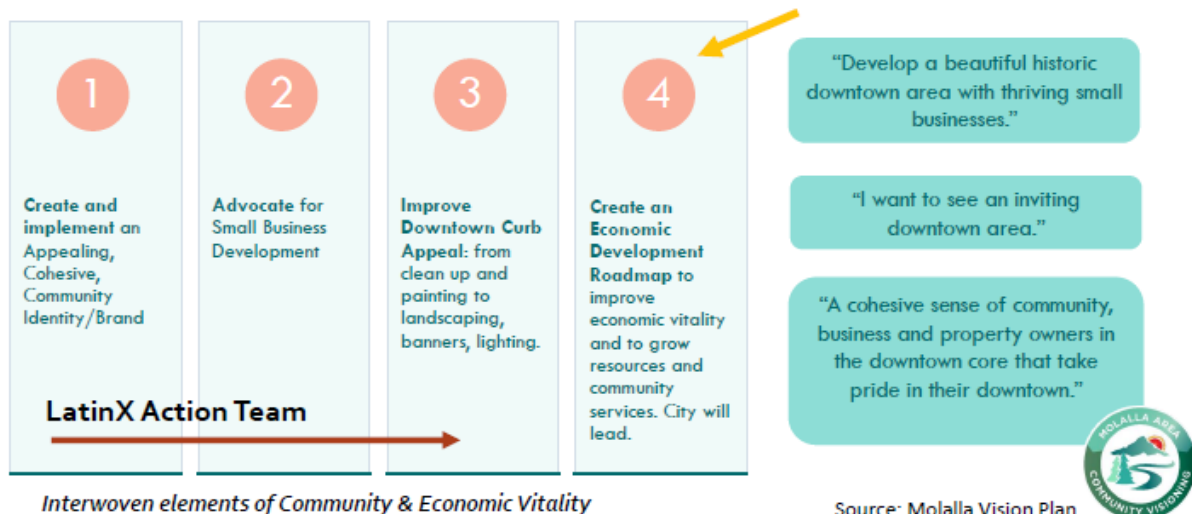 1
Create and
implement an
Appealing,
Cohesive,
Community
Identity/Brand
2
Advocate for
Small Business
Development
3
Improve
Downtown Curb
Appeal: from
clean up and
painting to
landscaping,
banners, lighting.
4
Create an
Economic
Development
Roadmap to
improve
economic vitality
and to grow
resources and
community
services. City will
lead.
LatinX Action Team
Interwoven elements of Community & Economic Vitality
“Develop a beautiful historic
downtown area with thriving small
businesses.”
“I want to see an inviting
downtown area.”
“A cohesive sense of community,
business and property owners in
the downtown core that take
pride in their downtown.”
Source: Molalla Vision Plan
MOLALLA AREA
COMMUNITY VISIONING